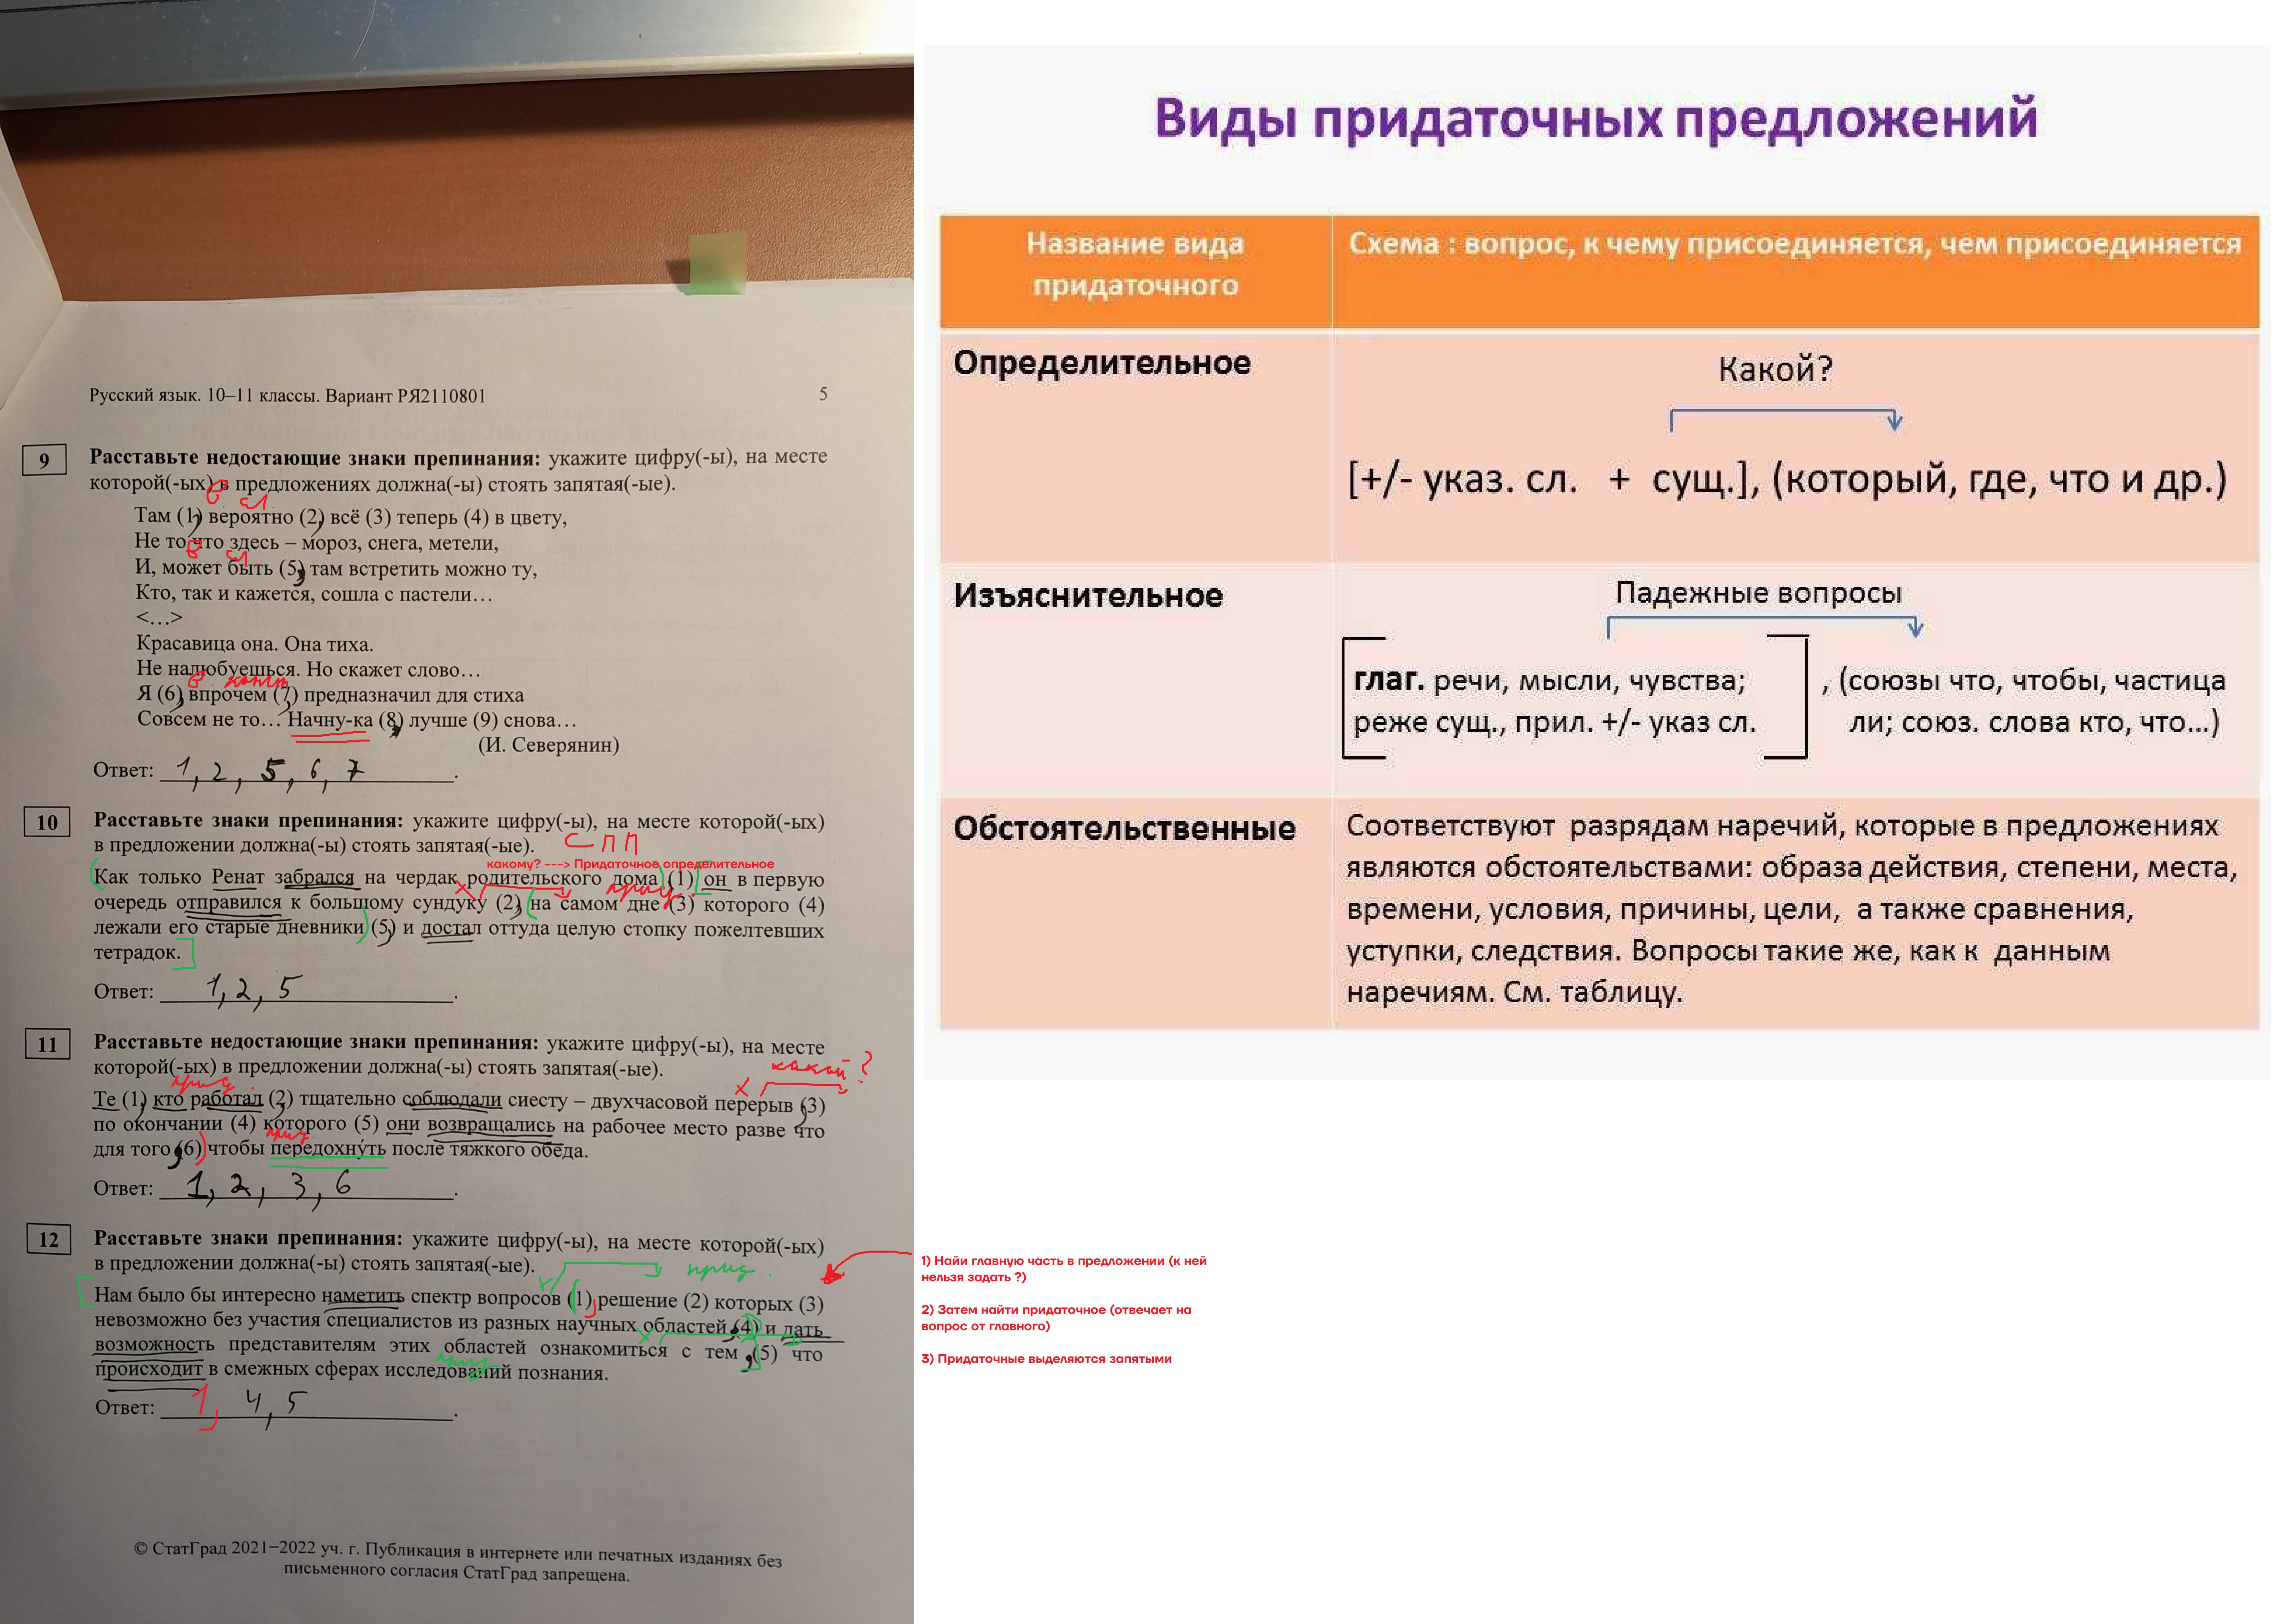 Русский язык. 10–11 классы. Вариант РЯ2110801
5
9
Расставьте недостающие знаки препинания: укажите цифру(-ы), на месте
которой(-ых) в предложениях должна(-ы) стоять запятая(-ые).
в сл.
Там (1) вероятно (2) всё (3) теперь (4) в цвету,
Не то что здесь – мороз, снега, метели,
в сл.
И, может быть (5) там встретить можно ту,
Кто, так и кажется, сошла с пастели…
<…>
Красавица она. Она тиха.
Не налюбуешься. Но скажет слово…
Я (6) впрочем (7) предназначил для стиха
Совсем не то… Начну-ка (8) лучше (9) снова…
(И. Северянин)
Ответ: 1, 2, 5, 6, 7.
10
Расставьте знаки препинания: укажите цифру(-ы), на месте которой(-ых)
в предложении должна(-ы) стоять запятая(-ые).
СПП
какому? ---> Придаточное определительное
Как только Ренат забрался на чердак родительского дома (1) он в первую
очередь отправился к большому сундуку (2) на самом дне (3) которого (4)
лежали его старые дневники (5) и достал оттуда целую стопку пожелтевших
тетрадок.
Ответ: 1, 2, 5.
11
Расставьте недостающие знаки препинания: укажите цифру(-ы), на месте
которой(-ых) в предложении должна(-ы) стоять запятая(-ые).
прид.
какой?
Те (1) кто работал (2) тщательно соблюдали сиесту – двухчасовой перерыв (3)
по окончании (4) которого (5) они возвращались на рабочее место разве что
прид.
для того (6) чтобы передохну́ть после тяжкого обеда.
Ответ: 1, 2, 3, 6.
12
Расставьте знаки препинания: укажите цифру(-ы), на месте которой(-ых)
в предложении должна(-ы) стоять запятая(-ые).
прид.
Нам было бы интересно наметить спектр вопросов (1) решение (2) которых (3)
невозможно без участия специалистов из разных научных областей (4) и дать
возможность представителям этих областей ознакомиться с тем (5) что
прид.
происходит в смежных сферах исследований познания.
Ответ: 1, 4, 5.
© СтатГрад 2021–2022 уч. г. Публикация в интернете или печатных изданиях без
письменного согласия СтатГрад запрещена.
Виды придаточных предложений
Название вида
придаточного
Схема : вопрос, к чему присоединяется, чем присоединяется
Определительное
Какой?
[+/- указ. сл. + сущ.], (который, где, что и др.)
Изъяснительное
Падежные вопросы
глаг. речи, мысли, чувства;
реже сущ., прил. +/- указ сл.
, (союзы что, чтобы, частица
ли; союз. слова кто, что…)
Обстоятельственные
Соответствуют разрядам наречий, которые в предложениях
являются обстоятельствами: образа действия, степени, места,
времени, условия, причины, цели, а также сравнения,
уступки, следствия. Вопросы такие же, как к данным
наречиям. См. таблицу.
1) Найи главную часть в предложении (к ней
нельзя задать ?)
2) Затем найти придаточное (отвечает на
вопрос от главного)
3) Придаточные выделяются запятыми